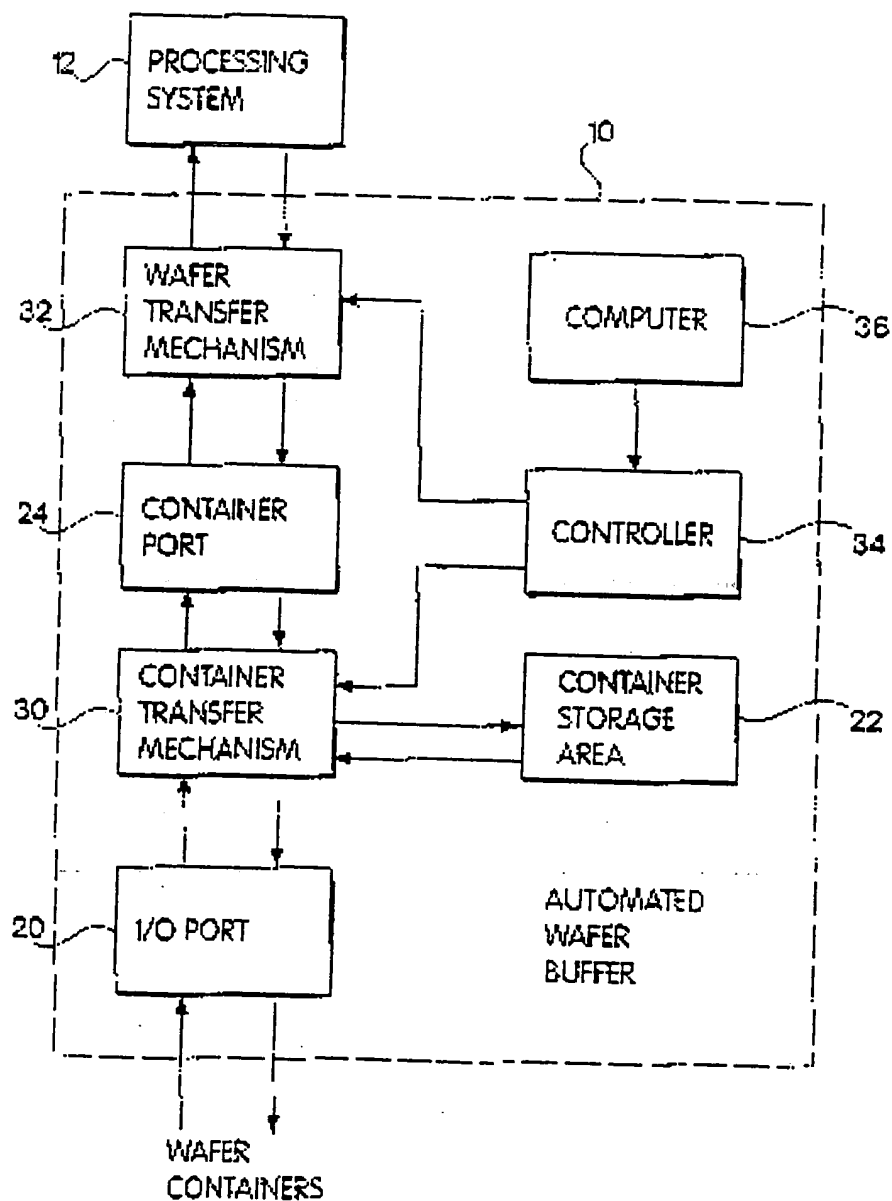 12
PROCESSING
SYSTEM
10
32
WAFER
TRANSFER
MECHANISM
COMPUTER
36
24
CONTAINER
PORT
CONTROLLER
34
30
CONTAINER
TRANSFER
MECHANISM
CONTAINER
STORAGE
AREA
22
20
I/O PORT
AUTOMATED
WAFER
BUFFER
WAFER
CONTAINERS